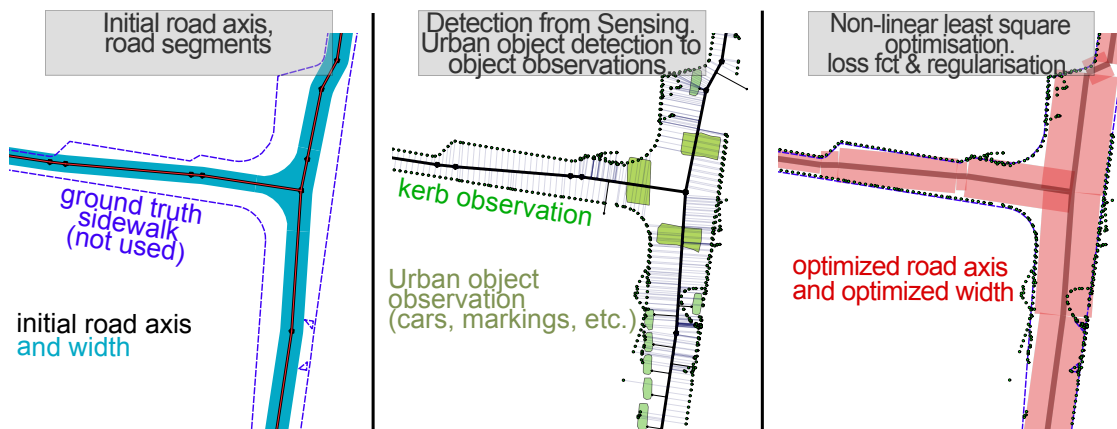 Initial road axis,
road segments
ground truth
sidewalk
(not used)
initial road axis
and width
Detection from Sensing.
Urban object detection to
object observations
kerb observation
Urban object
observation
(cars, markings, etc.)
Non-linear least square
optimisation.
loss fct & regularisation
optimized road axis
and optimized width